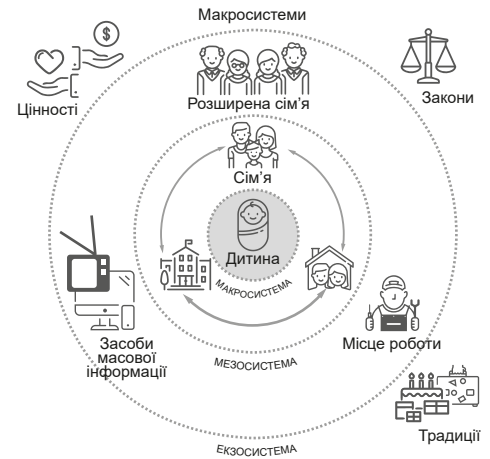 Макросистеми
$
Цінності
Розширена сім’я
Закони
Сім’я
Дитина
МАКРОСИСТЕМА
Засоби
масової
інформації
Місце роботи
МЕЗОСИСТЕМА
Традиції
ЕКЗОСИСТЕМА